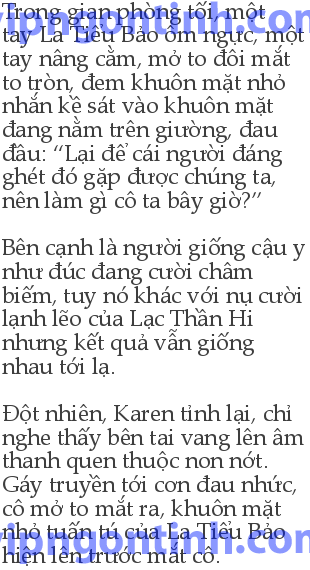 Trong gian phòng tối, một
tay La Tiểu Bảo ôm ngực, một
tay nâng cằm, mở to đôi mắt
to tròn, đem khuôn mặt nhỏ
nhắn kề sát vào khuôn mặt
đang nằm trên giường, đau
đầu: “Lại để cái người đáng
ghét đó gặp được chúng ta,
nên làm gì cô ta bây giờ?”
Bên cạnh là người giống cậu y
như đúc đang cười châm
biếm, tuy nó khác với nụ cười
lạnh lẽo của Lạc Thần Hi
nhưng kết quả vẫn giống
nhau tới lạ.
Đột nhiên, Karen tỉnh lại, chỉ
nghe thấy bên tai vang lên âm
thanh quen thuộc non nớt.
Gáy truyền tới cơn đau nhức,
cô mở to mắt ra, khuôn mặt
nhỏ tuấn tú của La Tiểu Bảo
hiện lên trước mắt cô.
vipngontinh.com